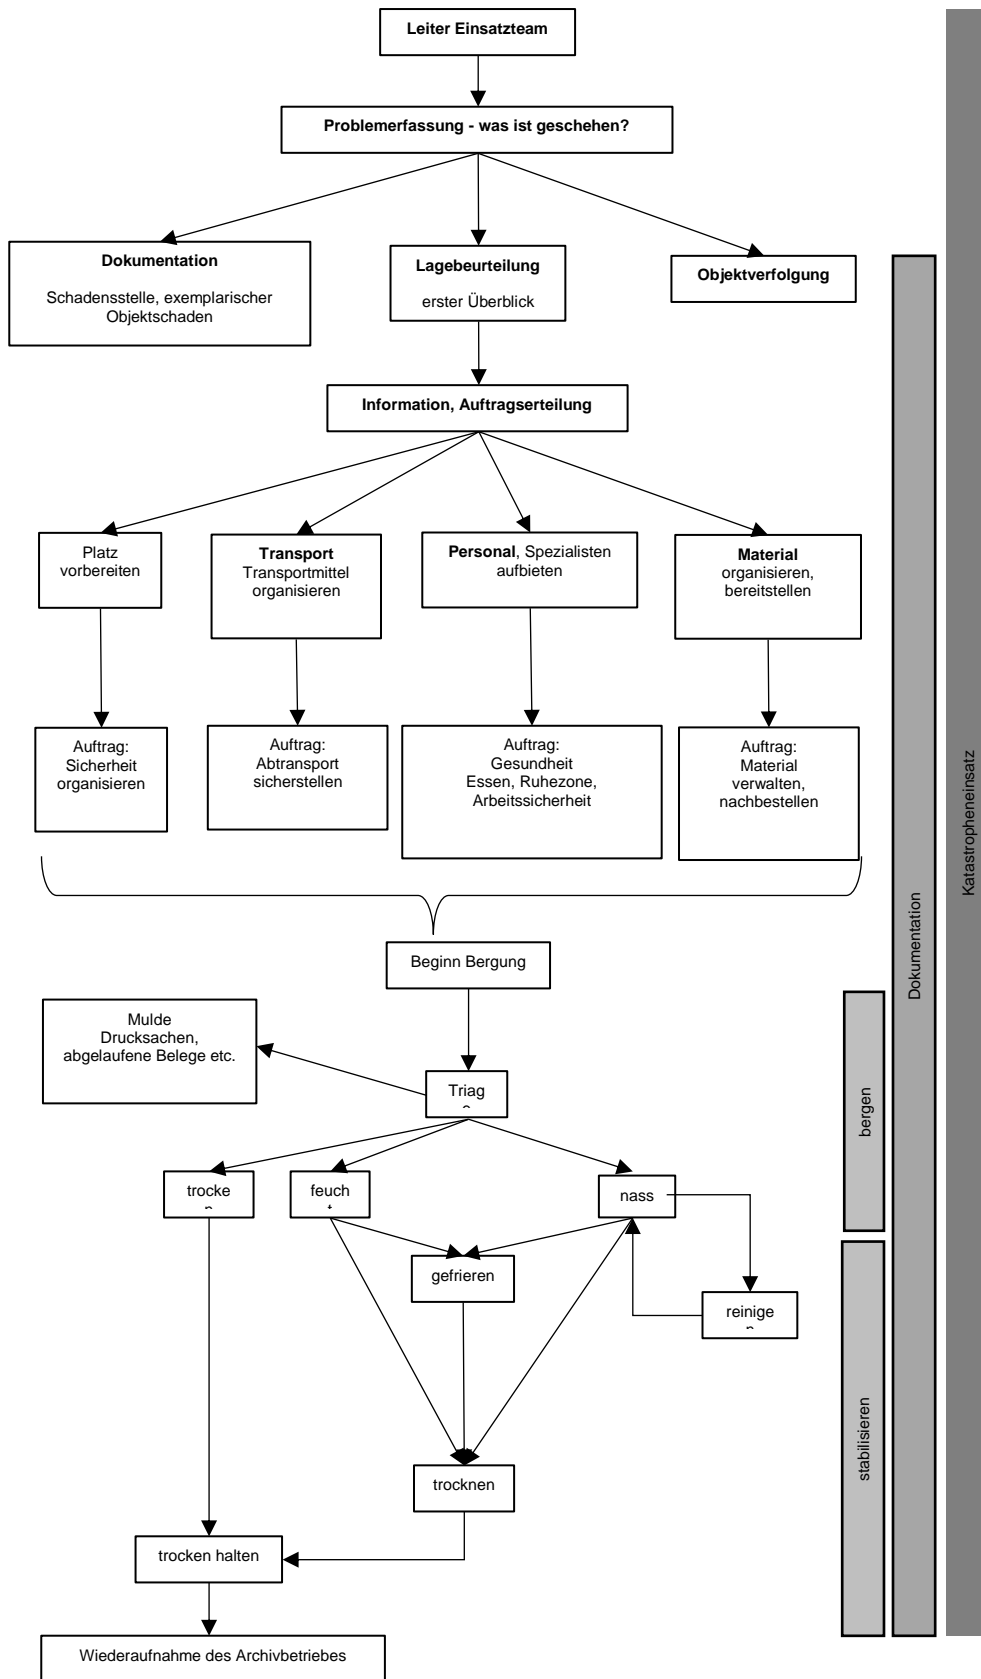 Leiter Einsatzteam
Problemerfassung - was ist geschehen?
Dokumentation
Schadensstelle, exemplarischer
Objektschaden
Lagebeurteilung
erster Überblick
Objektverfolgung
Information, Auftragserteilung
Platz
vorbereiten
Transport
Transportmittel
organisieren
Personal, Spezialisten
aufbieten
Material
organisieren,
bereitstellen
Auftrag:
Sicherheit
organisieren
Auftrag:
Abtransport
sicherstellen
Auftrag:
Gesundheit
Essen, Ruhezone,
Arbeitssicherheit
Auftrag:
Material
verwalten,
nachbestellen
Beginn Bergung
Mulde
Drucksachen,
abgelaufene Belege etc.
Triag
e
trocke
n
feuch
t
nass
gefrieren
reinige
n
trocknen
trocken halten
Wiederaufnahme des Archivbetriebes
bergen
stabilisieren
Dokumentation
Katastropheneinsatz